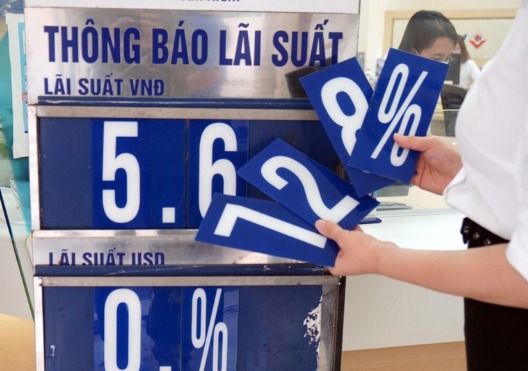 THÔNG BÁO LÃI SUẤT
LÃI SUẤT VNĐ
5.6
8 %
2
1
LÃI SUẤT USD
0. %